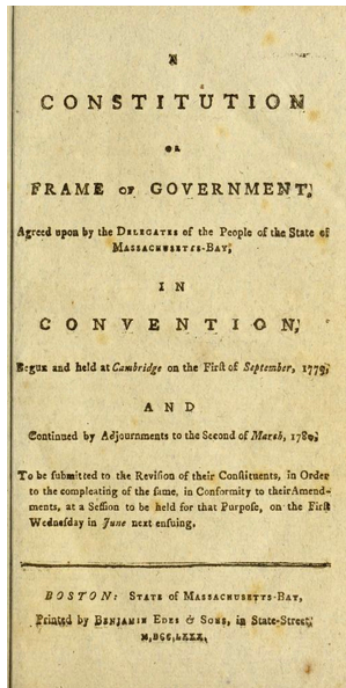 A
CONSTITUTION
OR
FRAME OF GOVERNMENT,
Agreed upon by the DELEGATES of the People of the State of
MASSACHUSETTS-BAY,
IN
CONVENTION,
Begun and held at Cambridge on the Firſt of September, 1779,
AND
Continued by Adjournments to the Second of March, 1780;
To be ſubmitted to the Reviſion of their Conſtituents, in Order
to the compleating of the ſame, in Conformity to their Amend-
ments, at a Seſſion to be held for that Purpoſe, on the Firſt
Wedneſday in June next enſuing.
BOSTON: STATE of MASSACHUSETTS-BAY,
Printed by BENJAMIN EDES & SONS, in State-Street,
M,DCC,LXXX.